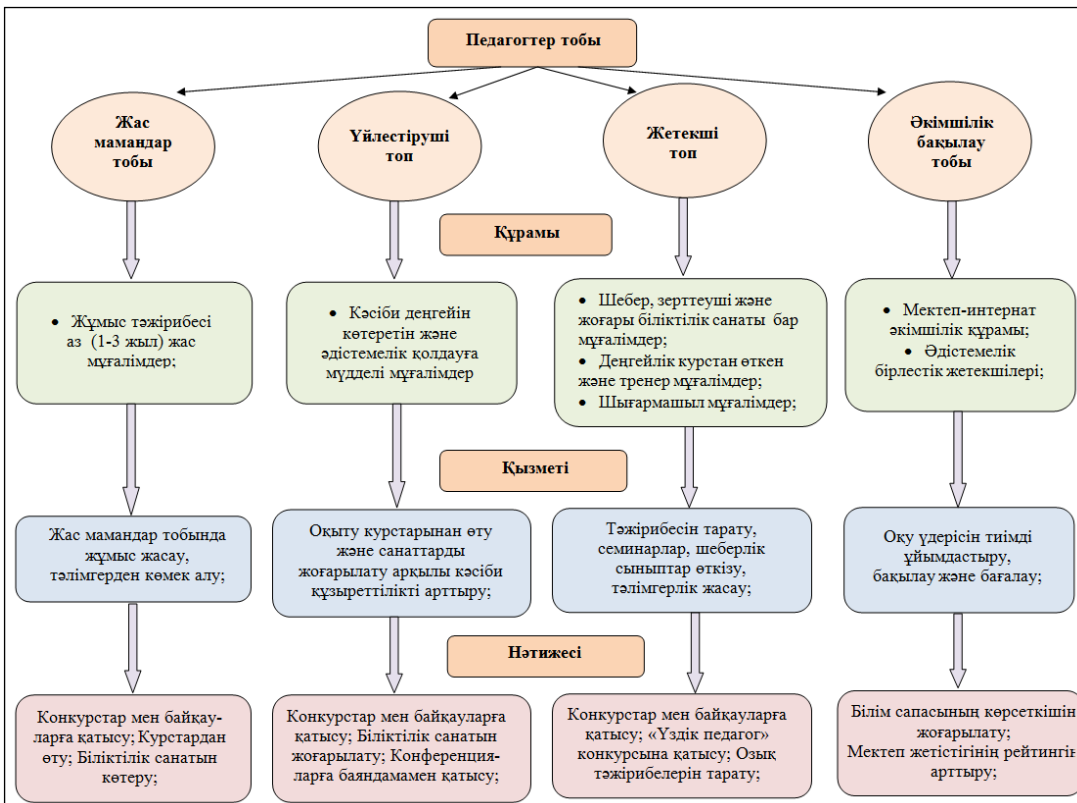 Педагогтер тобы
Жас
мамандар
тобы
Үйлестіруші
топ
Жетекші
топ
Әкімшілік
бақылау
тобы
Құрамы
• Жұмыс тәжірибесі
аз (1-3 жыл) жас
мұғалімдер;
• Кәсіби деңгейін
көтеретін және
әдістемелік қолдауға
мүдделі мұғалімдер
• Шебер, зерттеуші және
жоғары біліктілік санаты бар
мұғалімдер;
• Деңгейлік курстан өткен
және тренер мұғалімдер;
• Шығармашыл мұғалімдер;
• Мектеп-интернат
әкімшілік құрамы;
• Әдістемелік
бірлестік жетекшілері;
Қызметі
Жас мамандар тобында
жұмыс жасау,
тәлімгерден көмек алу;
Оқыту курстарынан өту
және санаттарды
жоғарылату арқылы кәсіби
құзыреттілікті арттыру;
Тәжірибесін тарату,
семинарлар, шеберлік
сыныптар өткізу,
тәлімгерлік жасау;
Оқу үдерісін тиімді
ұйымдастыру,
бақылау және бағалау;
Нәтижесі
Конкурстар мен байқау-
ларға қатысу; Курстардан
өту; Біліктілік санатын
көтеру;
Конкурстар мен байқауларға
қатысу; Біліктілік санатын
жоғарылату; Конференция-
ларға баяндамамен қатысу;
Конкурстар мен байқауларға
қатысу; «Үздік педагог»
конкурсына қатысу; Озық
тәжірибелерін тарату;
Білім сапасының көрсеткішін
жоғарылату;
Мектеп жетістігінің рейтингін
арттыру;